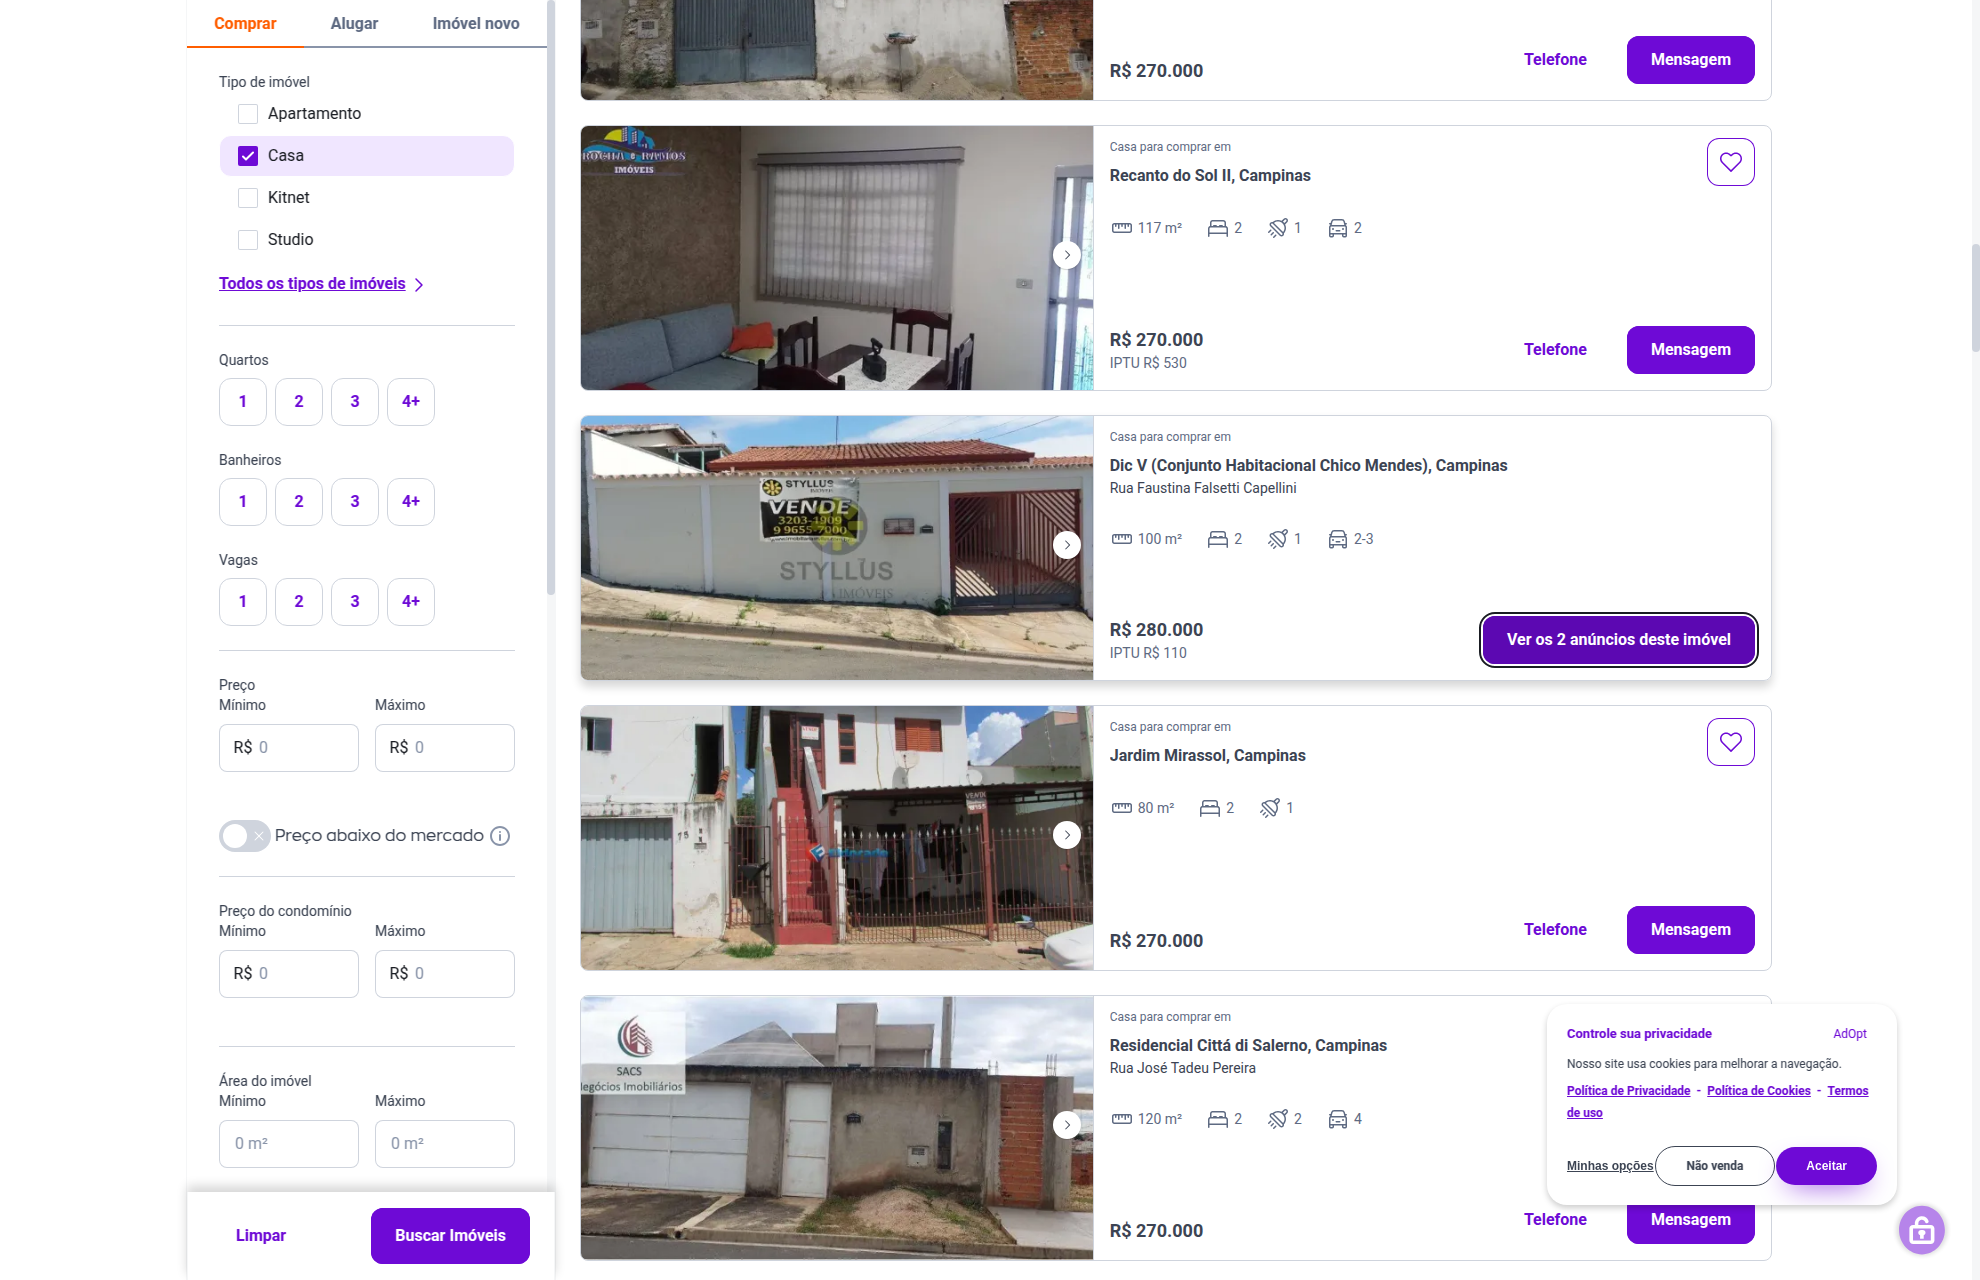 Comprar
Alugar
Imóvel novo
Tipo de imóvel
Apartamento
Casa
Kitnet
Studio
Todos os tipos de imóveis
Quartos
1 2 3 4+
Banheiros
1 2 3 4+
Vagas
1 2 3 4+
Preço
Mínimo Máximo
R$ 0 R$ 0
Preço abaixo do mercado
Preço do condomínio
Mínimo Máximo
R$ 0 R$ 0
Área do imóvel
Mínimo Máximo
0 m² 0 m²
Limpar
Buscar Imóveis
R$ 270.000
Telefone
Mensagem
ROCHA e RAMOS
IMÓVEIS
Casa para comprar em
Recanto do Sol II, Campinas
117 m² 2 1 2
R$ 270.000
IPTU R$ 530
Telefone
Mensagem
STYLLUS
VENDE
3203-4909
9 9655-7000
STYLLUS
IMÓVEIS
Casa para comprar em
Dic V (Conjunto Habitacional Chico Mendes), Campinas
Rua Faustina Falsetti Capellini
100 m² 2 1 2-3
R$ 280.000
IPTU R$ 110
Ver os 2 anúncios deste imóvel
Casa para comprar em
Jardim Mirassol, Campinas
80 m² 2 1
R$ 270.000
Telefone
Mensagem
SACS
egócios Imobiliários
Casa para comprar em
Residencial Cittá di Salerno, Campinas
Rua José Tadeu Pereira
120 m² 2 2 4
R$ 270.000
Telefone
Mensagem
Controle sua privacidade
AdOpt
Nosso site usa cookies para melhorar a navegação.
Política de Privacidade - Política de Cookies - Termos
de uso
Minhas opções
Não venda
Aceitar